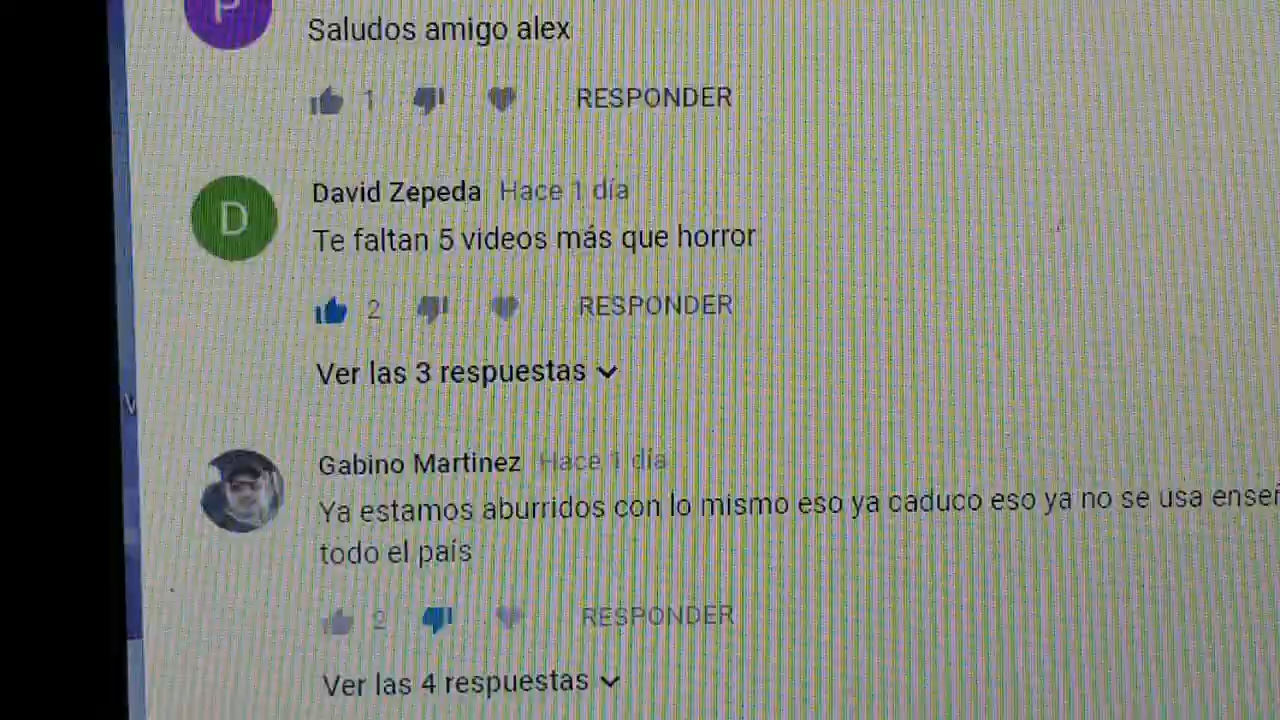 P
Saludos amigo alex
1 RESPONDER
D
David Zepeda Hace 1 día
Te faltan 5 videos más que horror
2 RESPONDER
Ver las 3 respuestas
V
Gabino Martinez Hace 1 día
Ya estamos aburridos con lo mismo eso ya caduco eso ya no se usa
todo el país
2 RESPONDER
Ver las 4 respuestas